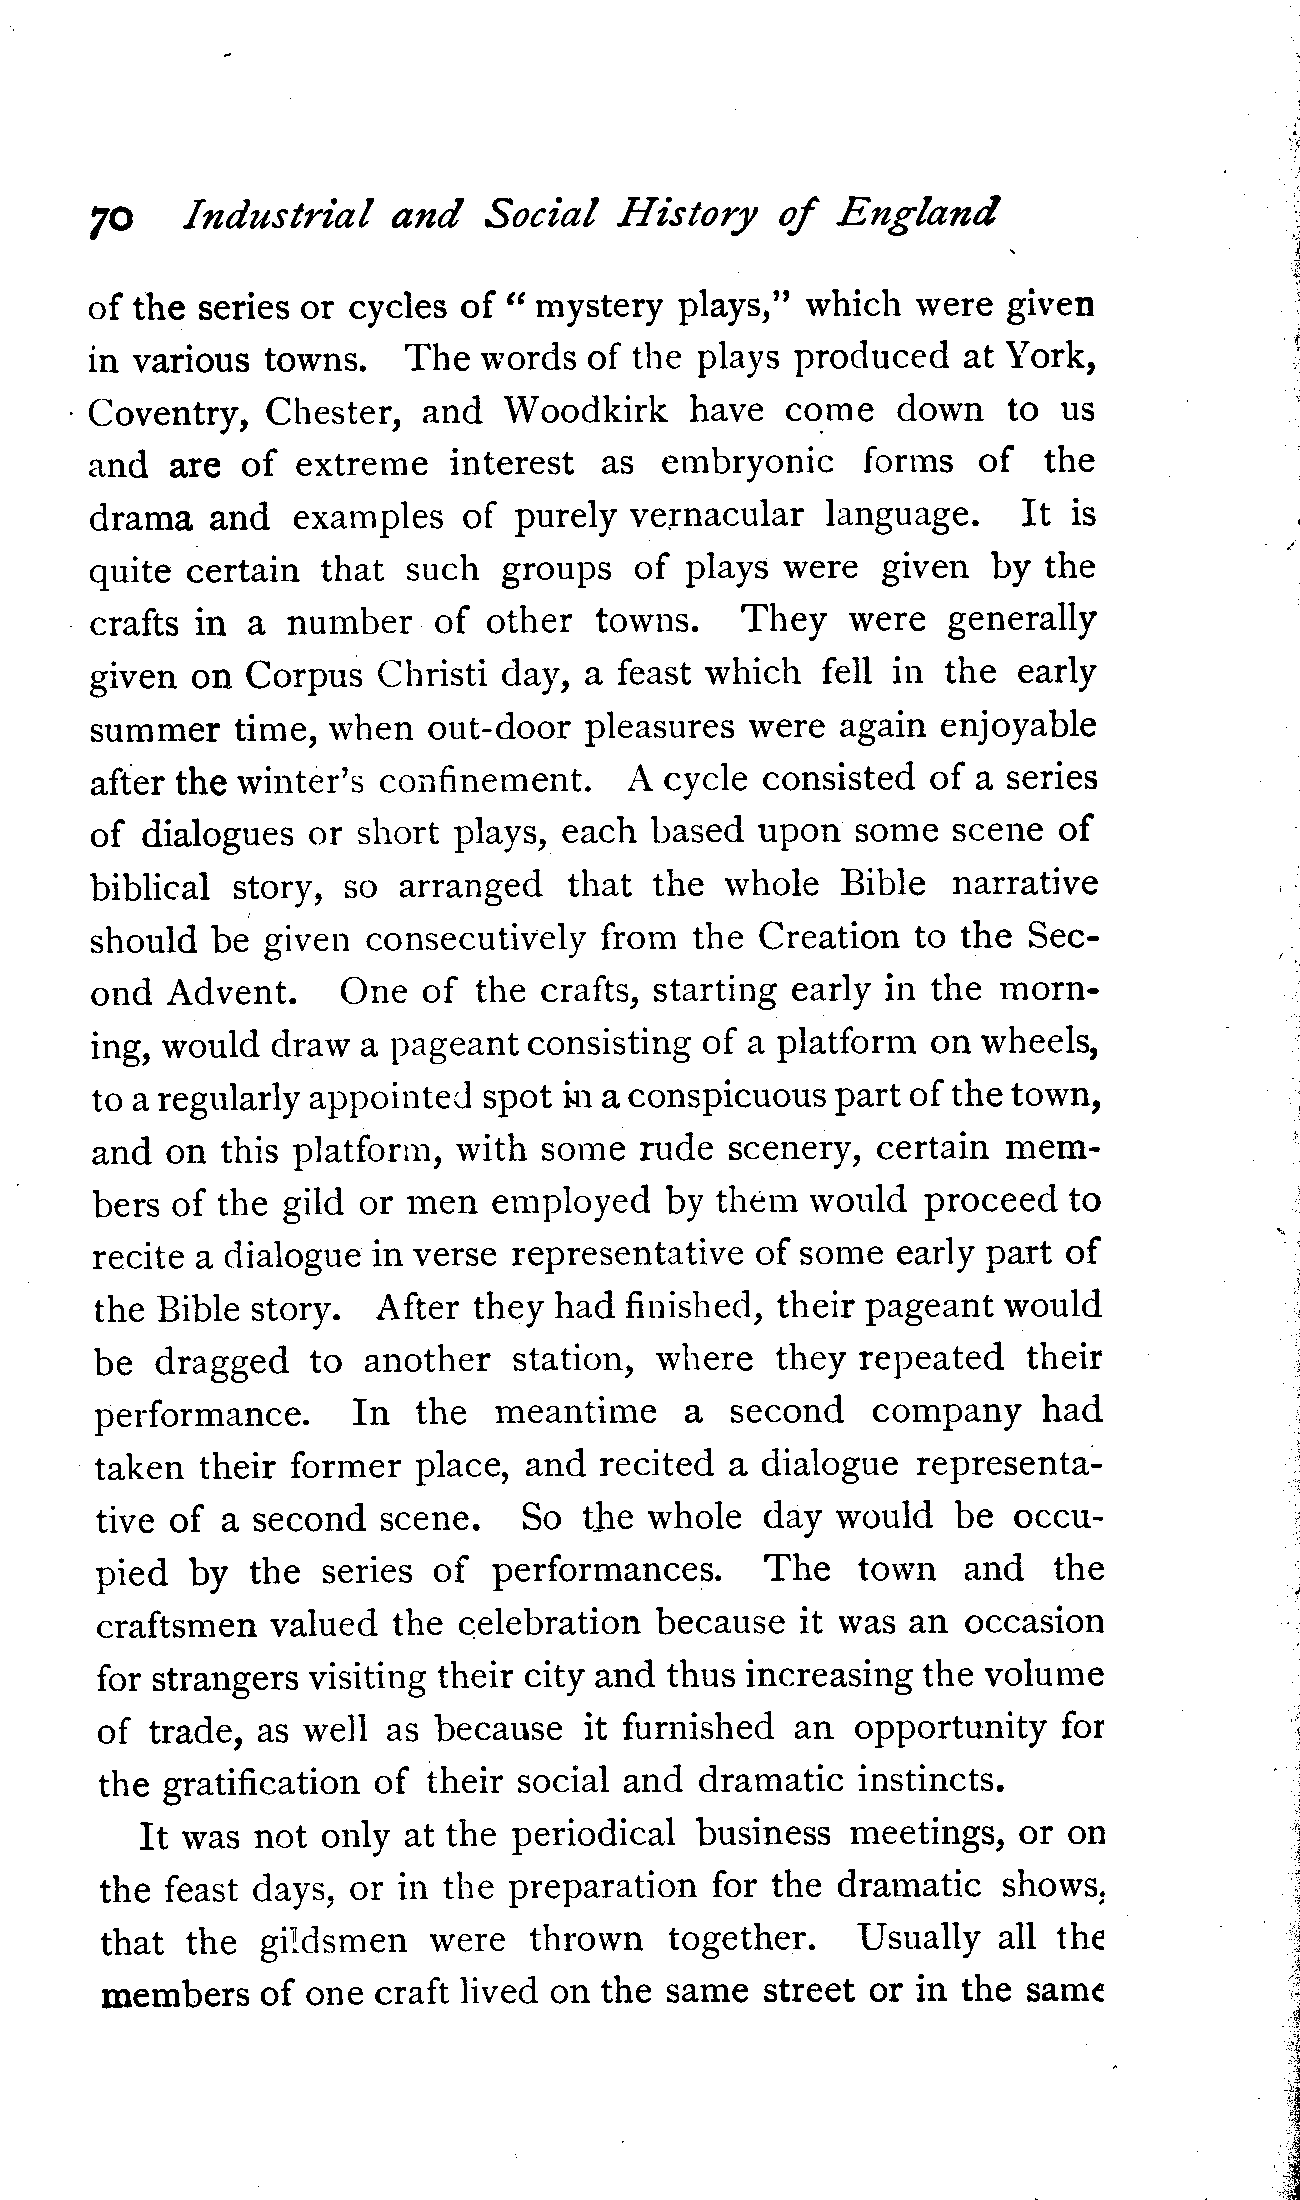 70 Industrial and Social History of England
of the series or cycles of “mystery plays,” which were given
in various towns. The words of the plays produced at York,
Coventry, Chester, and Woodkirk have come down to us
and are of extreme interest as embryonic forms of the
drama and examples of purely vernacular language. It is
quite certain that such groups of plays were given by the
crafts in a number of other towns. They were generally
given on Corpus Christi day, a feast which fell in the early
summer time, when out-door pleasures were again enjoyable
after the winter’s confinement. A cycle consisted of a series
of dialogues or short plays, each based upon some scene of
biblical story, so arranged that the whole Bible narrative
should be given consecutively from the Creation to the Sec-
ond Advent. One of the crafts, starting early in the morn-
ing, would draw a pageant consisting of a platform on wheels,
to a regularly appointed spot in a conspicuous part of the town,
and on this platform, with some rude scenery, certain mem-
bers of the gild or men employed by them would proceed to
recite a dialogue in verse representative of some early part of
the Bible story. After they had finished, their pageant would
be dragged to another station, where they repeated their
performance. In the meantime a second company had
taken their former place, and recited a dialogue representa-
tive of a second scene. So the whole day would be occu-
pied by the series of performances. The town and the
craftsmen valued the celebration because it was an occasion
for strangers visiting their city and thus increasing the volume
of trade, as well as because it furnished an opportunity for
the gratification of their social and dramatic instincts.
It was not only at the periodical business meetings, or on
the feast days, or in the preparation for the dramatic shows,
that the gildsmen were thrown together. Usually all the
members of one craft lived on the same street or in the same